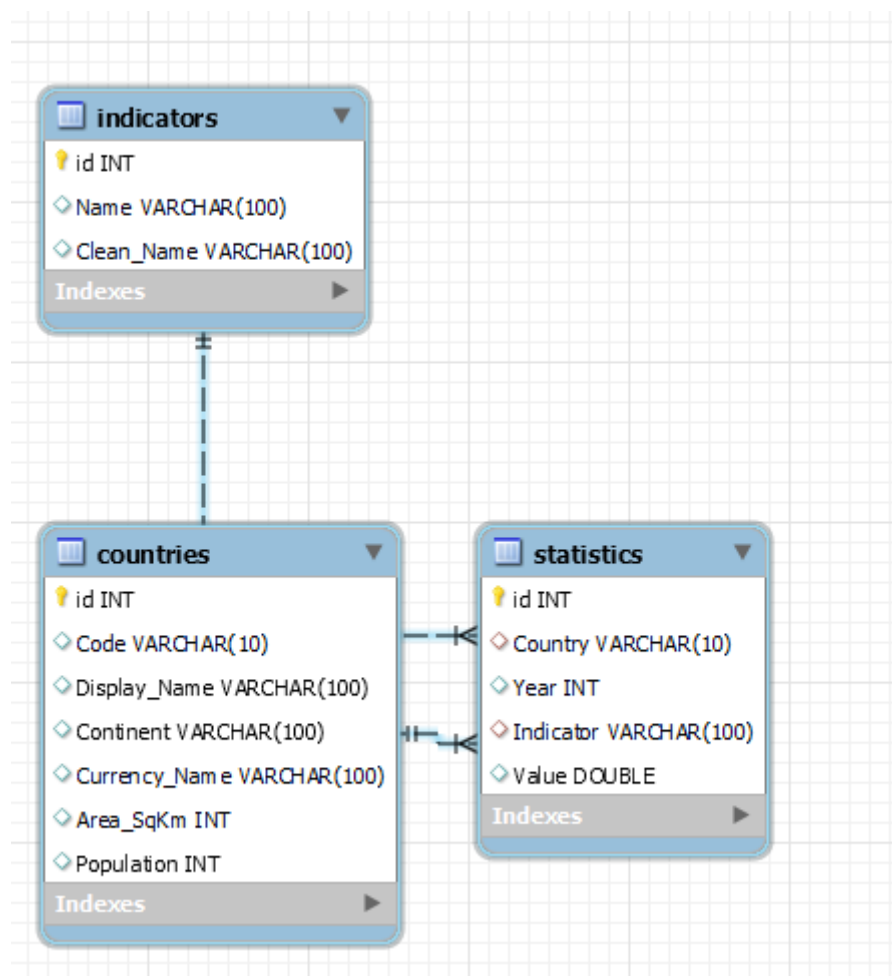 indicators
id INT
Name VARCHAR(100)
Clean_Name VARCHAR(100)
Indexes
countries
id INT
Code VARCHAR(10)
Display_Name VARCHAR(100)
Continent VARCHAR(100)
Currency_Name VARCHAR(100)
Area_SqKm INT
Population INT
Indexes
statistics
id INT
Country VARCHAR(10)
Year INT
Indicator VARCHAR(100)
Value DOUBLE
Indexes